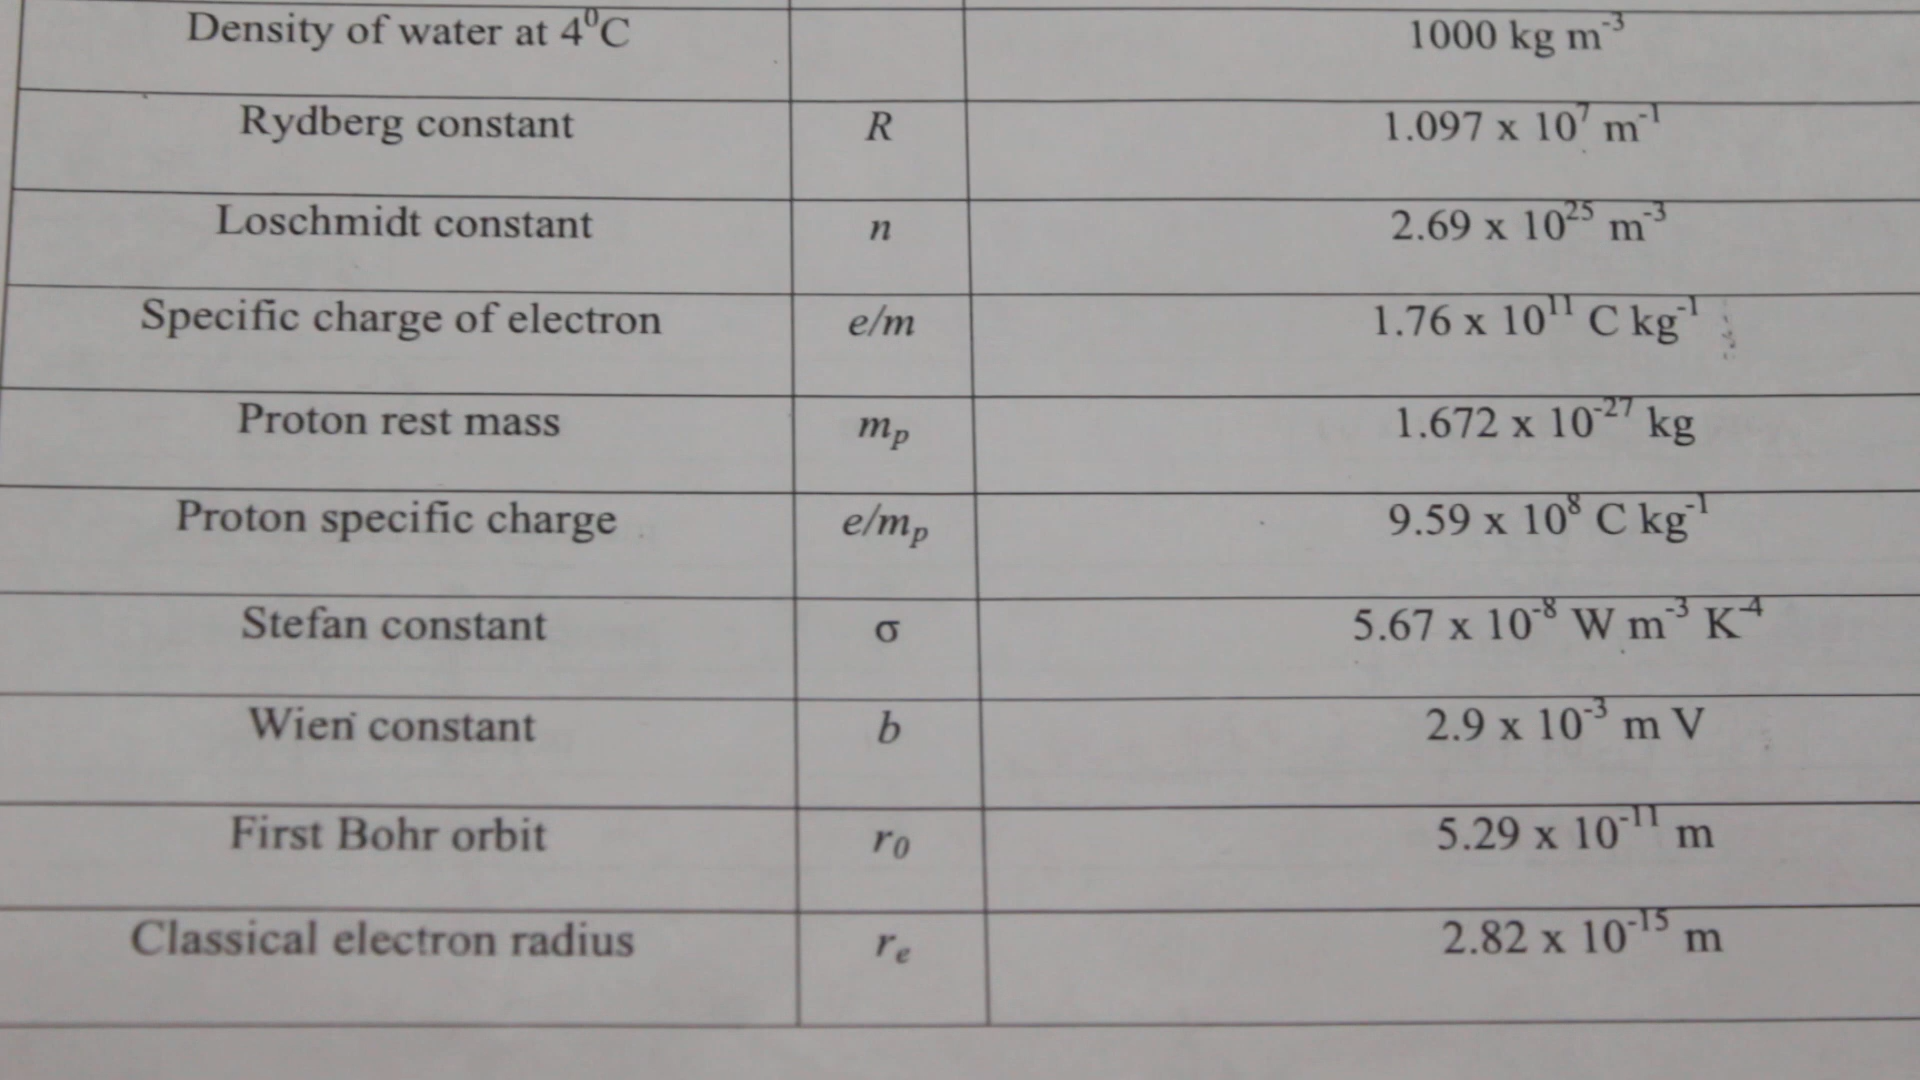 Density of water at 4⁰C 1000 kg m⁻³
Rydberg constant R 1.097 x 10⁷ m⁻¹
Loschmidt constant n 2.69 x 10²⁵ m⁻³
Specific charge of electron e/m 1.76 x 10¹¹ C kg⁻¹
Proton rest mass mₚ 1.672 x 10⁻²⁷ kg
Proton specific charge e/mₚ 9.59 x 10⁸ C kg⁻¹
Stefan constant σ 5.67 x 10⁻⁸ W m⁻³ K⁻⁴
Wien constant b 2.9 x 10⁻³ m V
First Bohr orbit r₀ 5.29 x 10⁻¹¹ m
Classical electron radius rₑ 2.82 x 10⁻¹⁵ m